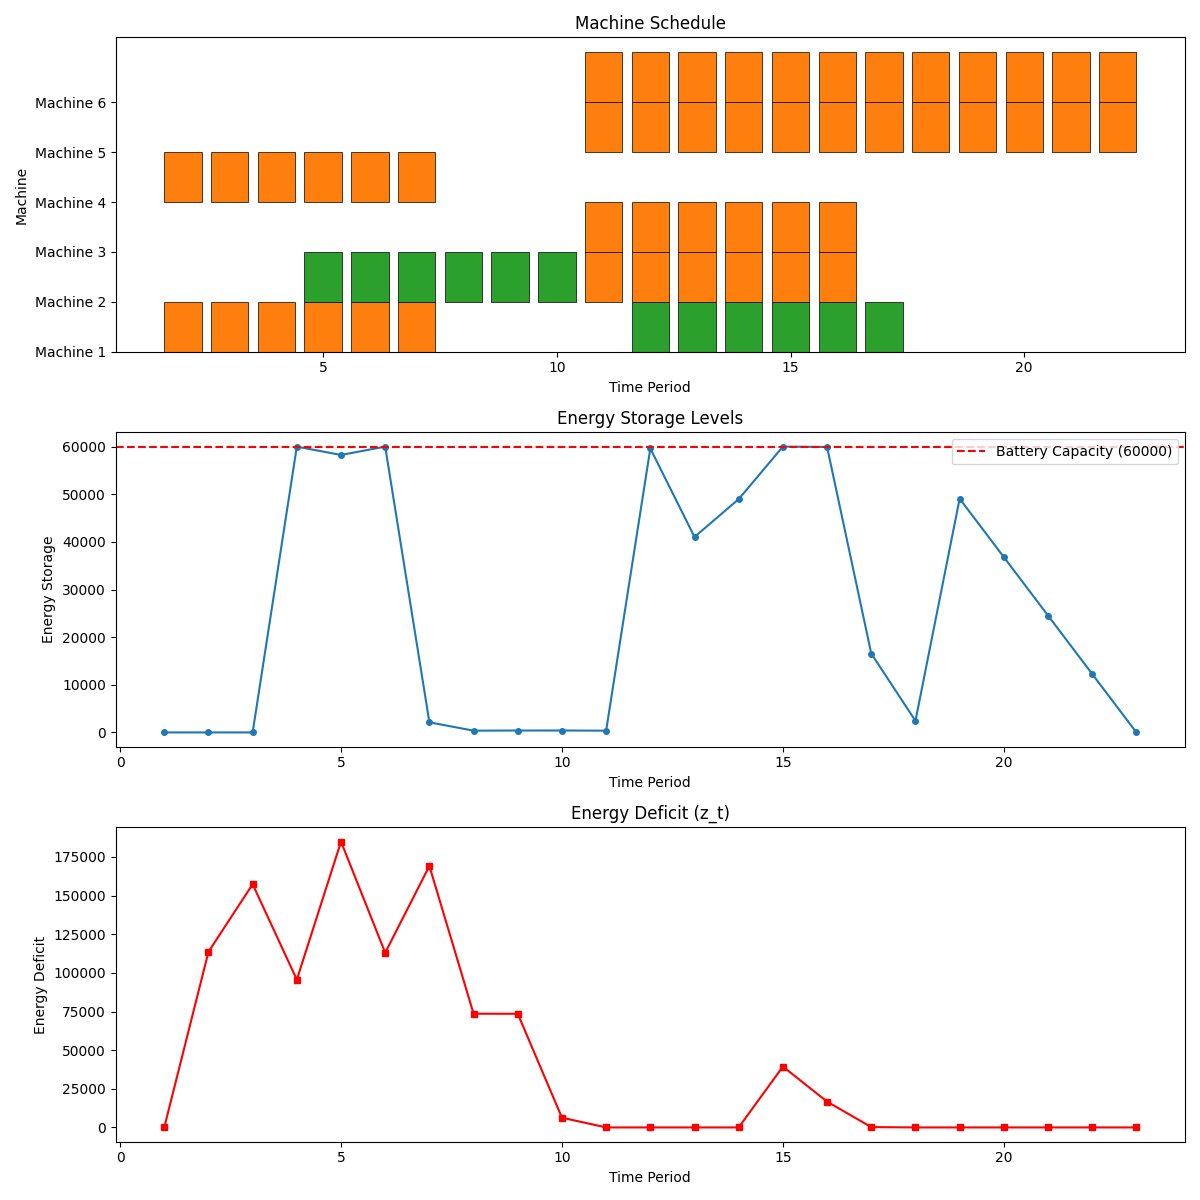 Machine Schedule
Machine
Machine 6
Machine 5
Machine 4
Machine 3
Machine 2
Machine 1
5 10 15 20
Time Period
Energy Storage Levels
Energy Storage
60000
50000
40000
30000
20000
10000
0
Battery Capacity (60000)
0 5 10 15 20
Time Period
Energy Deficit (z_t)
Energy Deficit
175000
150000
125000
100000
75000
50000
25000
0
0 5 10 15 20
Time Period